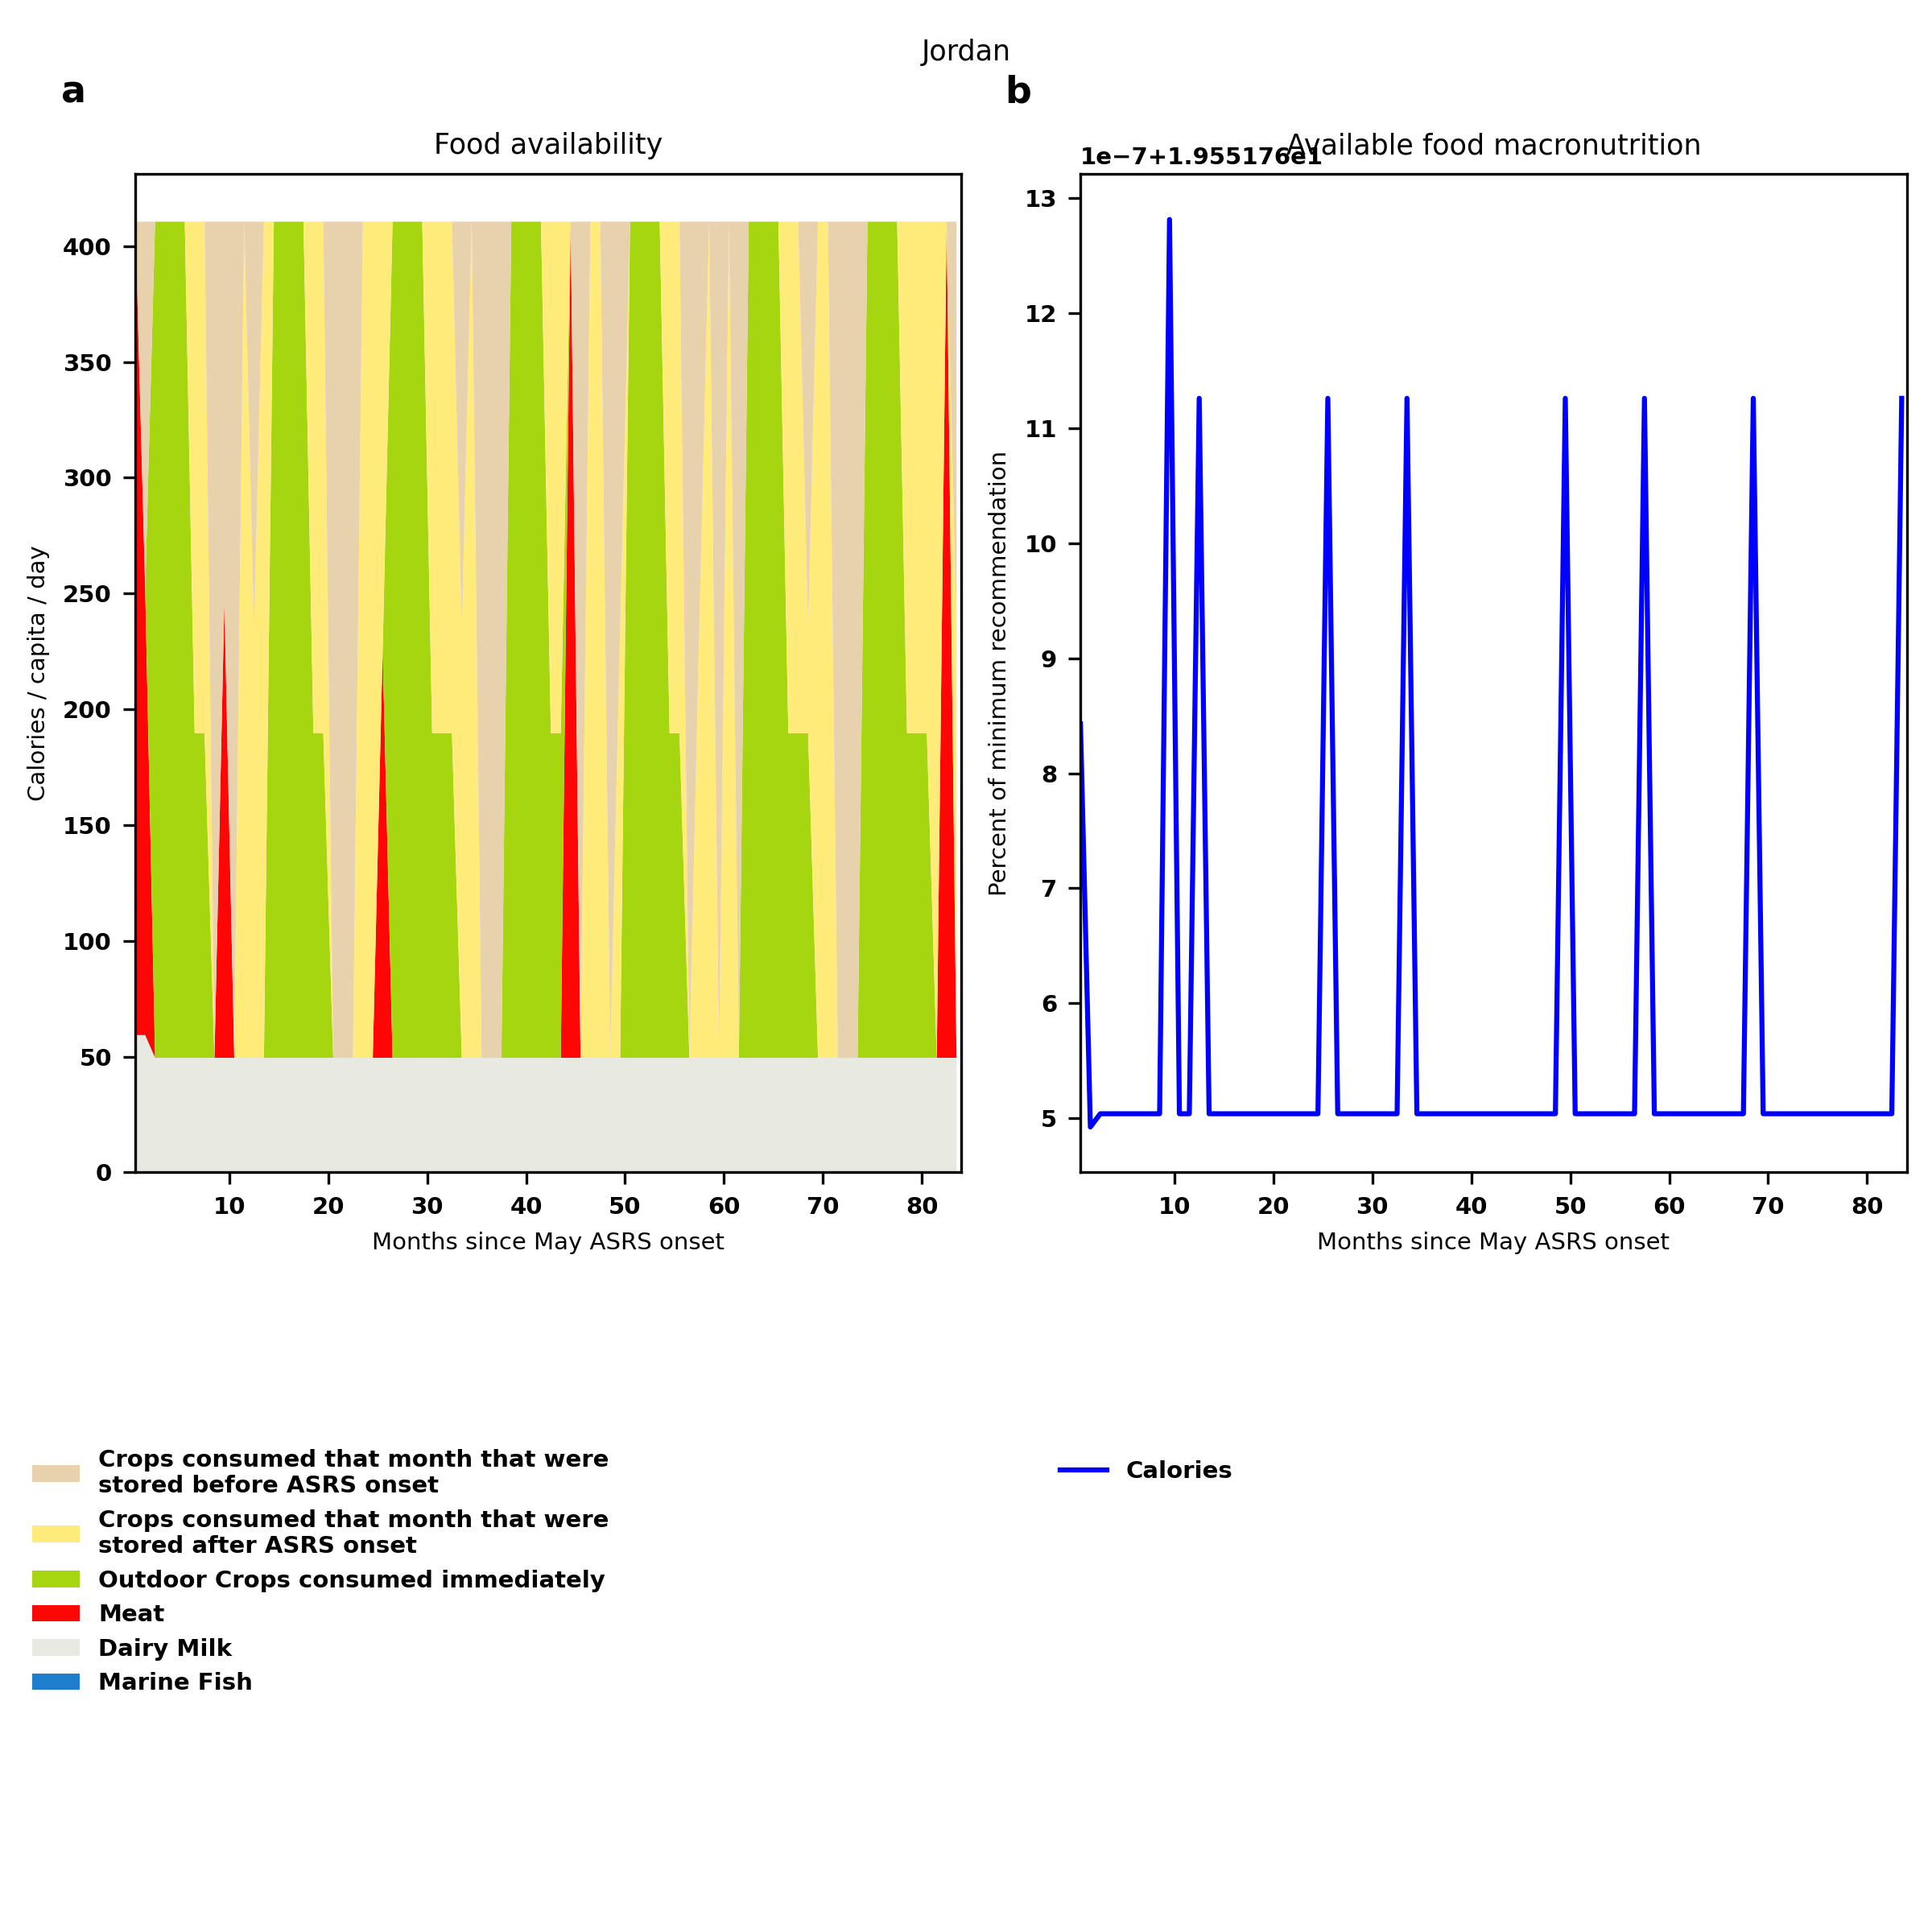 Jordan
a
b
Food availability
Available food macronutrition
1e−7+1.955176e1
Calories / capita / day
400
350
300
250
200
150
100
50
0
10 20 30 40 50 60 70 80
Months since May ASRS onset
Percent of minimum recommendation
13
12
11
10
9
8
7
6
5
10 20 30 40 50 60 70 80
Months since May ASRS onset
Crops consumed that month that were
stored before ASRS onset
Crops consumed that month that were
stored after ASRS onset
Outdoor Crops consumed immediately
Meat
Dairy Milk
Marine Fish
Calories